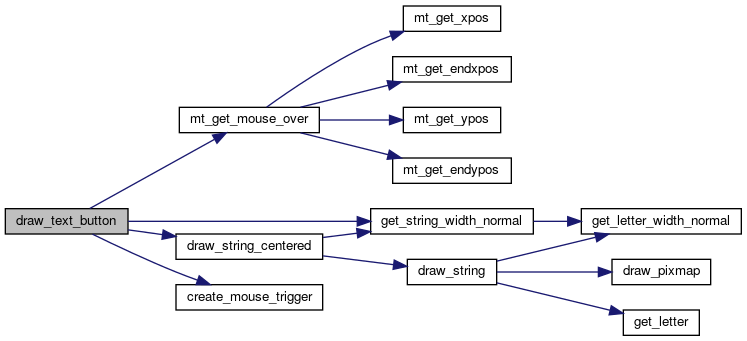 mt_get_xpos
mt_get_endxpos
mt_get_mouse_over
mt_get_ypos
mt_get_endypos
draw_text_button
get_string_width_normal
get_letter_width_normal
draw_string_centered
draw_string
draw_pixmap
create_mouse_trigger
get_letter